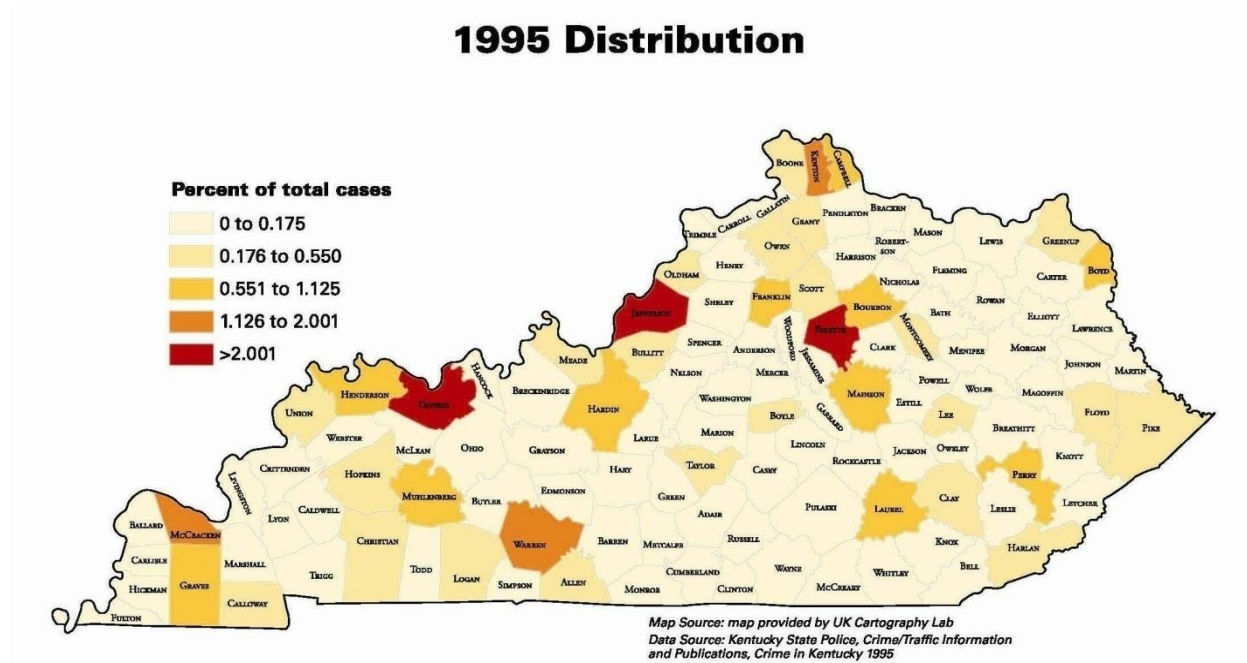 1995 Distribution
Percent of total cases
0 to 0.175
0.176 to 0.550
0.551 to 1.125
1.126 to 2.001
>2.001
BOONE
KENTON
CAMPBELL
GALLATIN
CARROLL
TRIMBLE
GRANT
PENDLETON
BRACKEN
MASON
ROBERT-
SON
LEWIS
GREENUP
OWEN
HENRY
HARRISON
FLEMING
CARTER
BOYD
OLDHAM
NICHOLAS
JEFFERSON
SHELBY
FRANKLIN
SCOTT
BOURBON
BATH
ROWAN
ELLIOTT
LAWRENCE
FAYETTE
WOODFORD
MONTGOMERY
SPENCER
ANDERSON
JESSAMINE
CLARK
MENIFEE
MORGAN
JOHNSON
MARTIN
MEADE
BULLITT
NELSON
MERCER
HANCOCK
BRECKINRIDGE
HENDERSON
DAVIESS
UNION
HARDIN
WASHINGTON
GARRARD
MADISON
POWELL
ESTILL
WOLFE
MAGOFFIN
LEE
FLOYD
PIKE
BOYLE
WEBSTER
MCLEAN
OHIO
GRAYSON
LARUE
MARION
LINCOLN
ROCKCASTLE
JACKSON
OWSLEY
BREATHITT
KNOTT
PERRY
CRITTENDEN
LIVINGSTON
HOPKINS
MUHLENBERG
BUTLER
EDMONSON
HART
TAYLOR
GREEN
CASEY
PULASKI
LAUREL
CLAY
LESLIE
LETCHER
BALLARD
MCCRACKEN
LYON
CALDWELL
ADAIR
CARLISLE
MARSHALL
CHRISTIAN
WARREN
BARREN
METCALFE
RUSSELL
KNOX
HARLAN
HICKMAN
GRAVES
TRIGG
TODD
LOGAN
SIMPSON
ALLEN
MONROE
CUMBERLAND
CLINTON
WAYNE
MCCREARY
WHITLEY
BELL
FULTON
CALLOWAY
Map Source: map provided by UK Cartography Lab
Data Source: Kentucky State Police, Crime/Traffic Information
and Publications, Crime in Kentucky 1995